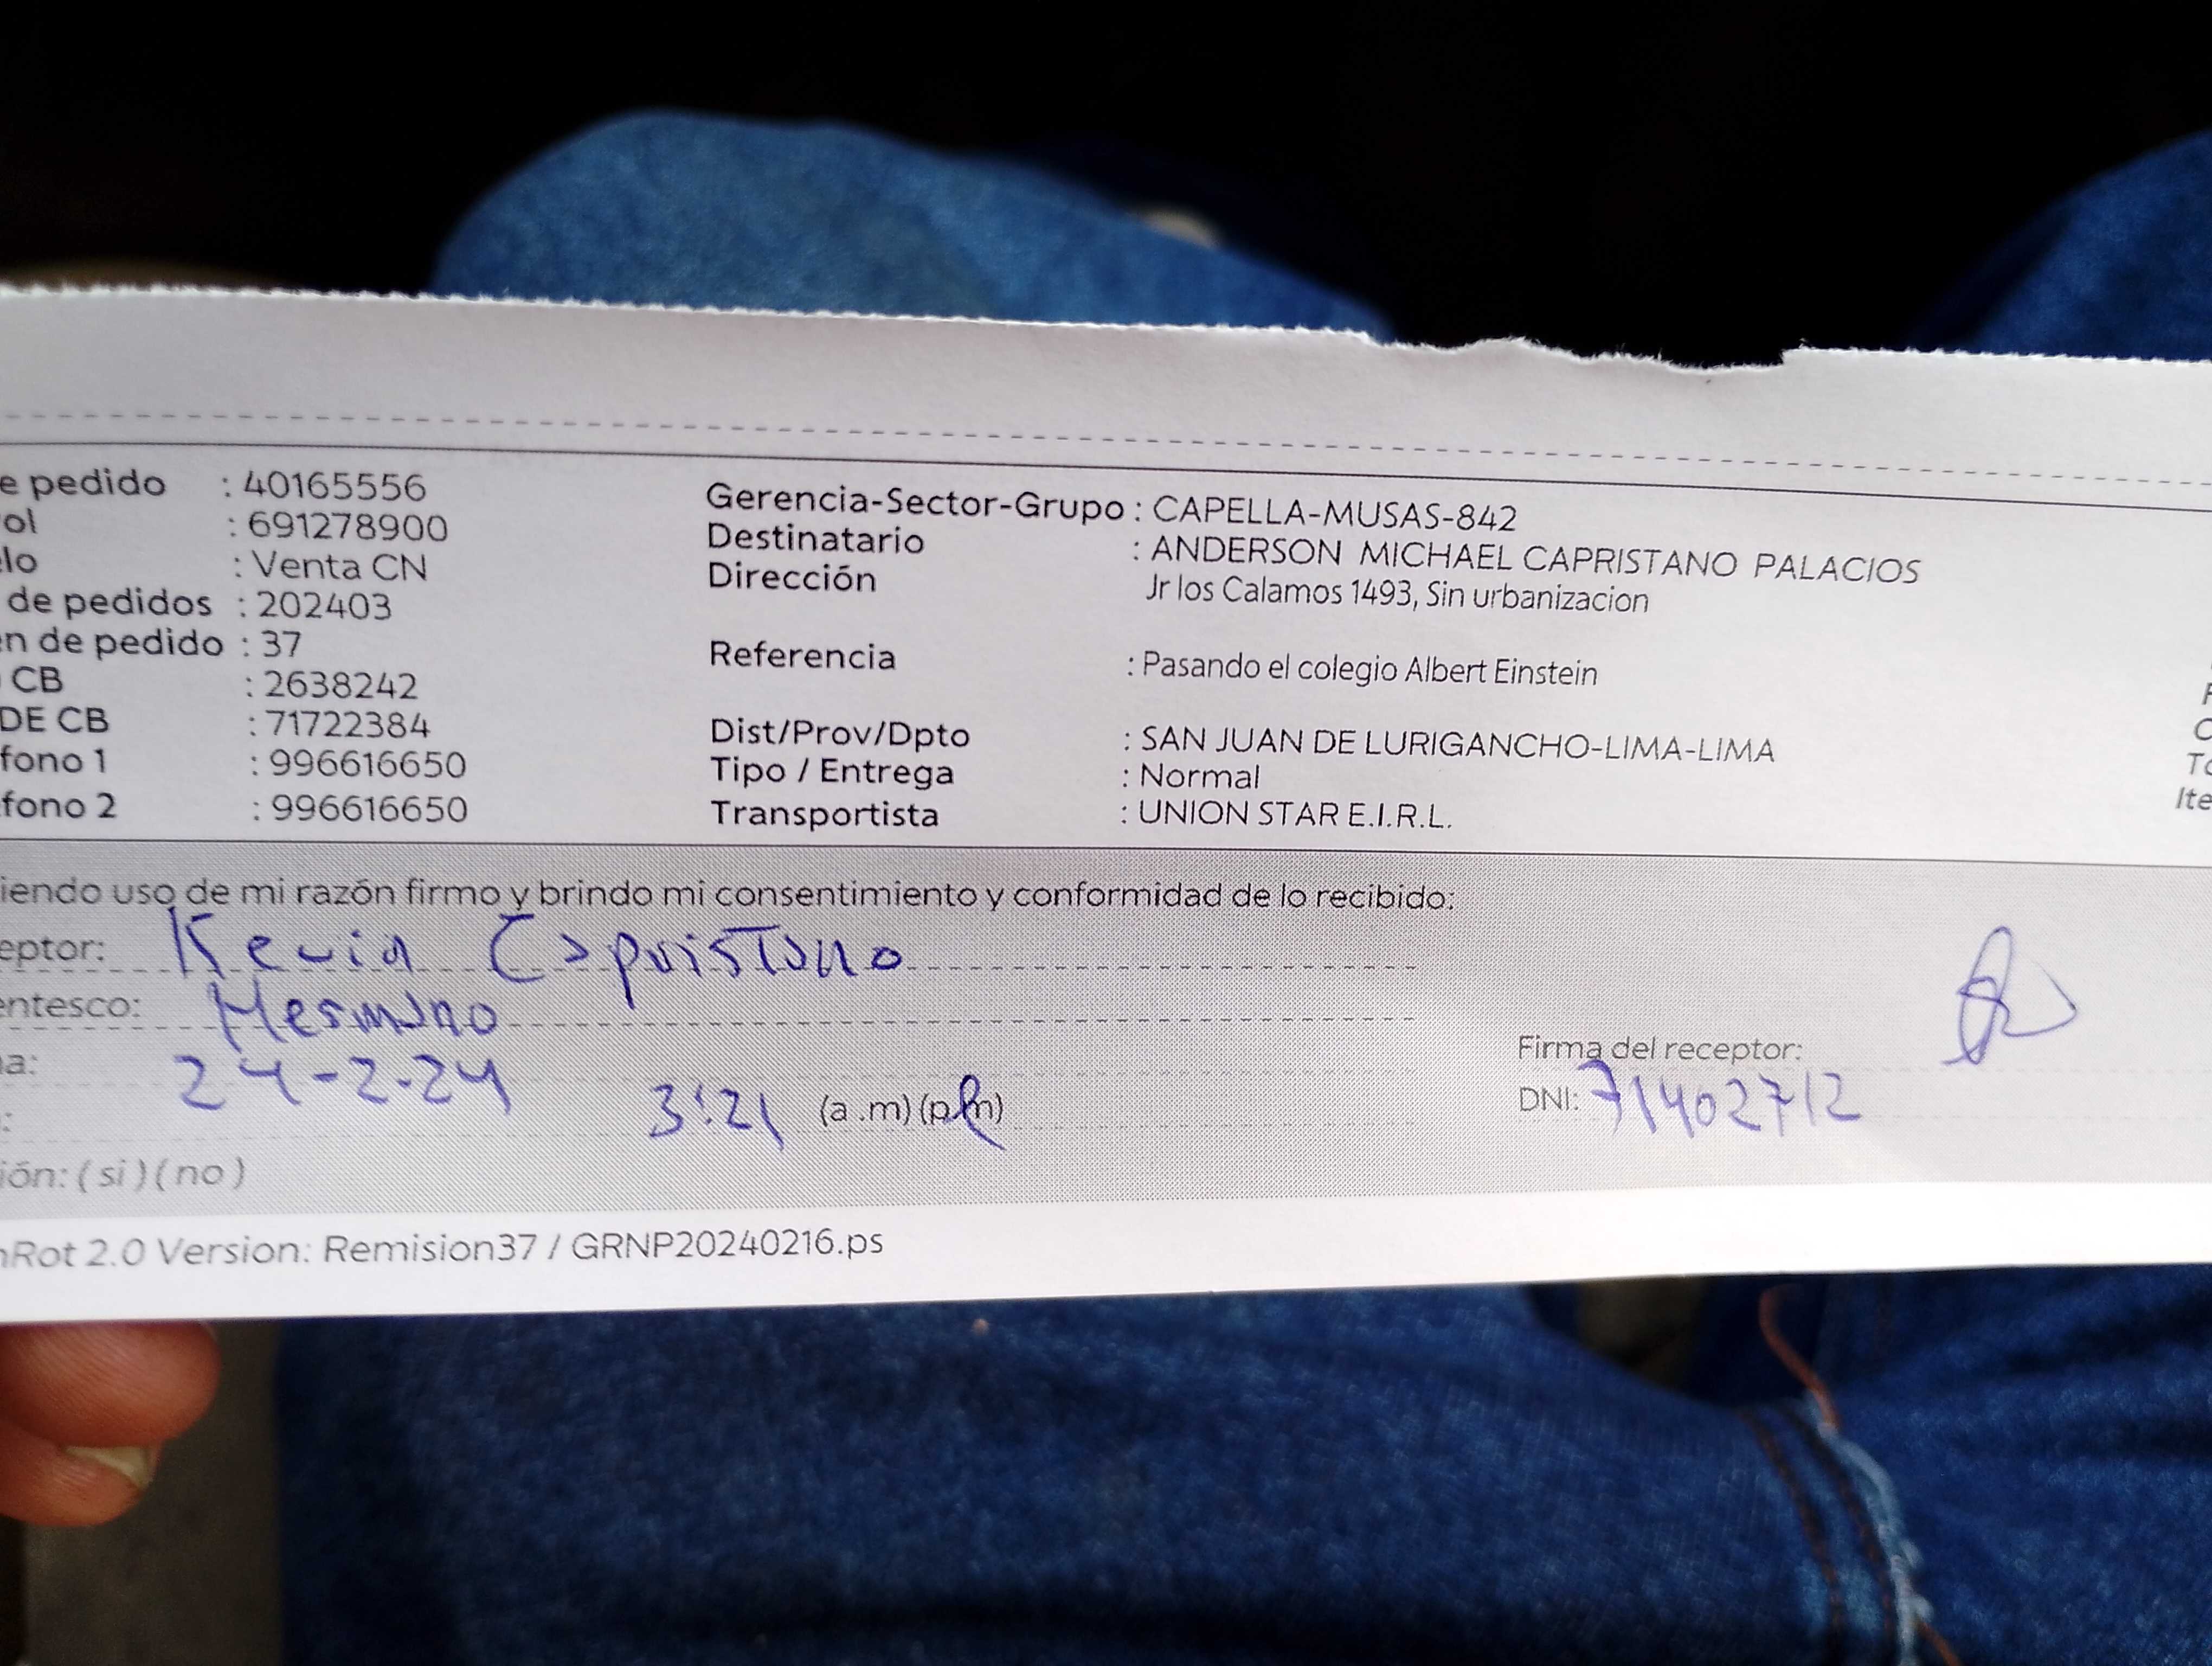 e pedido : 40165556
ol : 691278900
elo : Venta CN
de pedidos : 202403
en de pedido : 37
CB : 2638242
DE CB : 71722384
fono 1 : 996616650
fono 2 : 996616650
Gerencia-Sector-Grupo : CAPELLA-MUSAS-842
Destinatario : ANDERSON MICHAEL CAPRISTANO PALACIOS
Dirección Jr los Calamos 1493, Sin urbanizacion
Referencia : Pasando el colegio Albert Einstein
Dist/Prov/Dpto : SAN JUAN DE LURIGANCHO-LIMA-LIMA
Tipo / Entrega : Normal
Transportista : UNION STAR E.I.R.L.
To
Ite
iendo uso de mi razón firmo y brindo mi consentimiento y conformidad de lo recibido:
eptor: Kevin Capristano
entesco: Hermano
a: 24-2-24
: 3:21 (a .m) (p.m)
Firma del receptor:
DNI: 71402712
ión: ( si ) ( no )
nRot 2.0 Version: Remision37 / GRNP20240216.ps